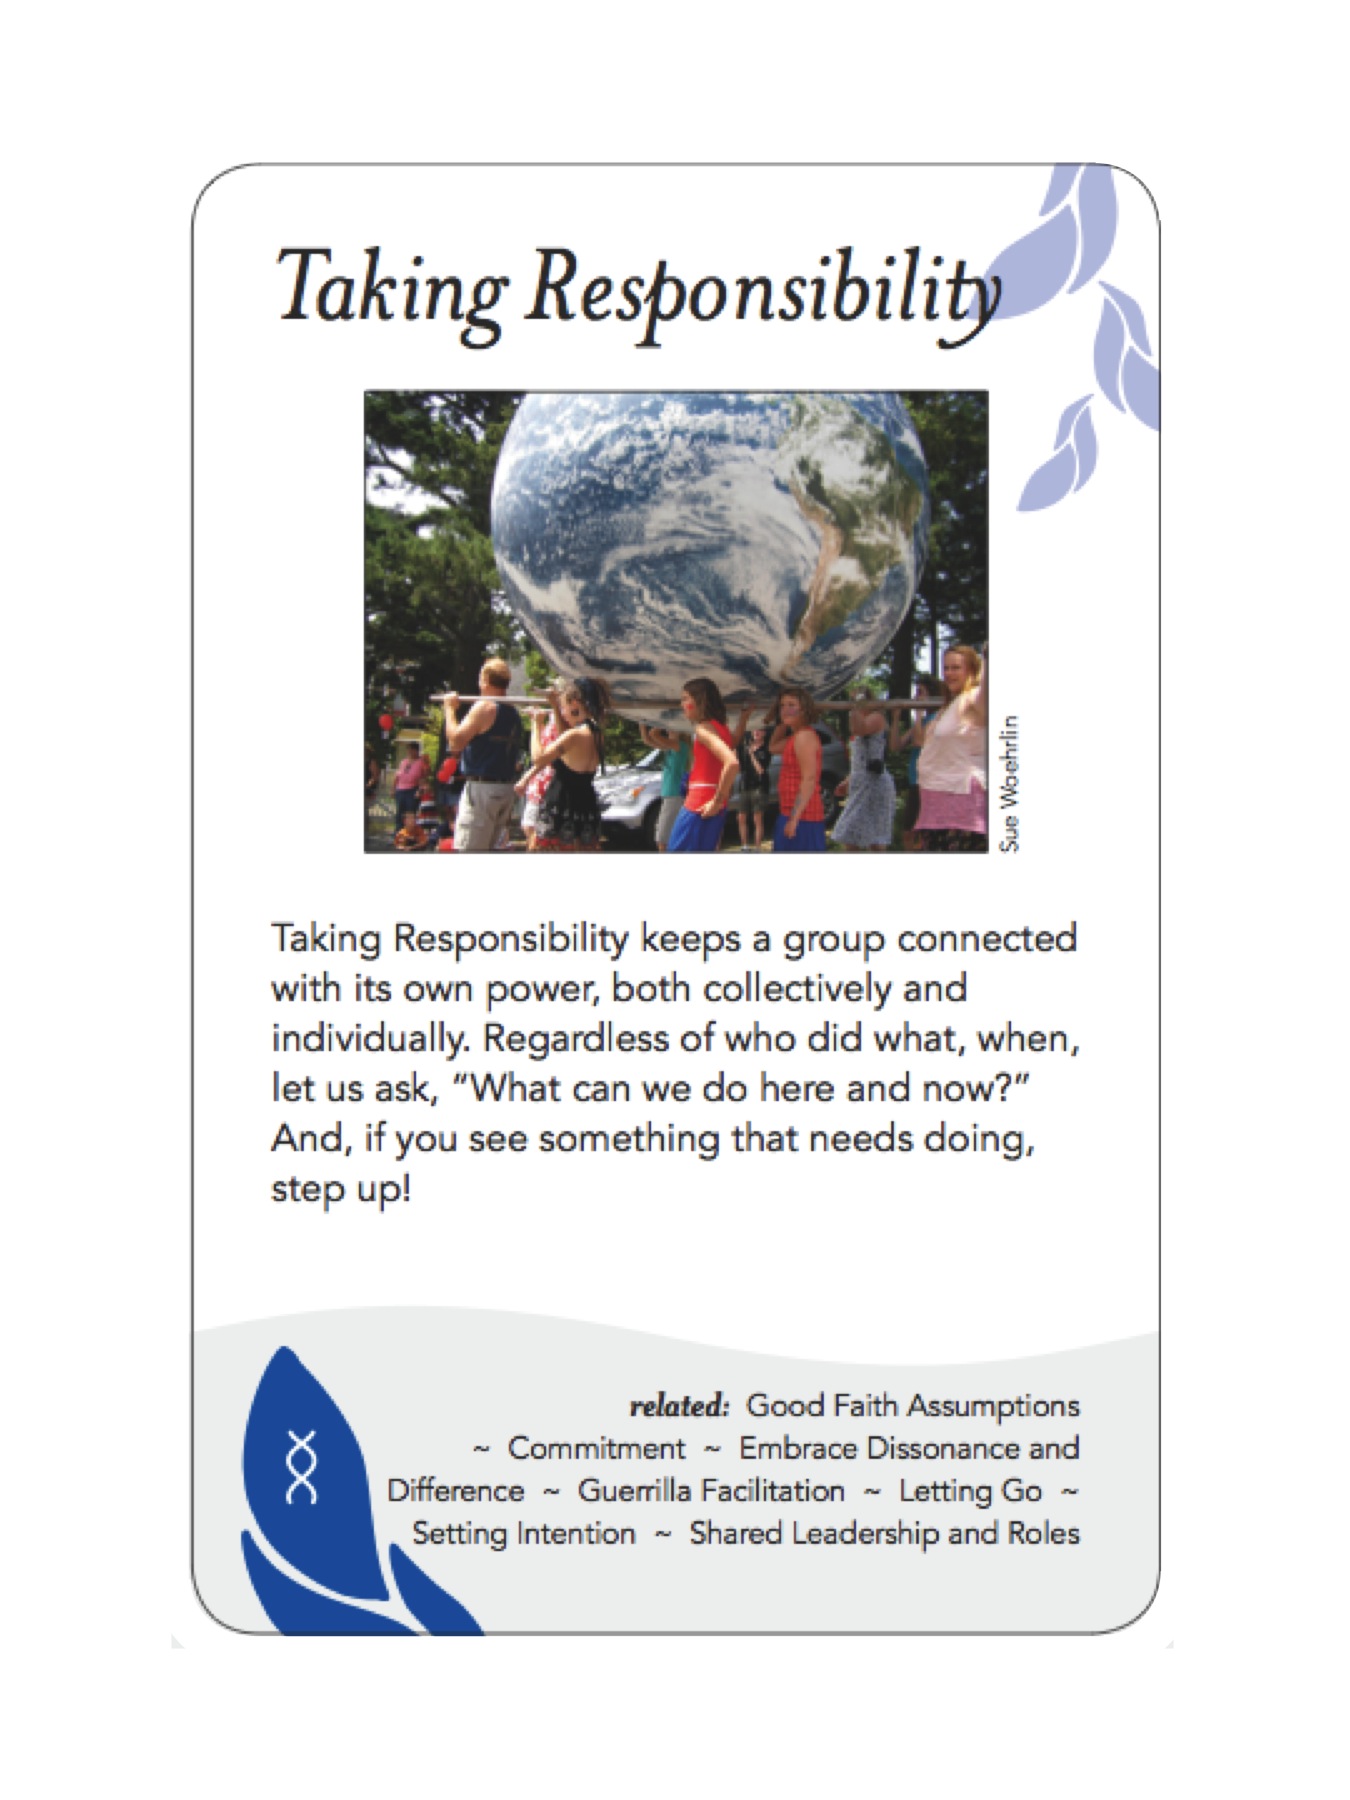 Taking Responsibility
Sue Woehrlin
Taking Responsibility keeps a group connected
with its own power, both collectively and
individually. Regardless of who did what, when,
let us ask, “What can we do here and now?”
And, if you see something that needs doing,
step up!
related: Good Faith Assumptions
~ Commitment ~ Embrace Dissonance and
Difference ~ Guerrilla Facilitation ~ Letting Go ~
Setting Intention ~ Shared Leadership and Roles